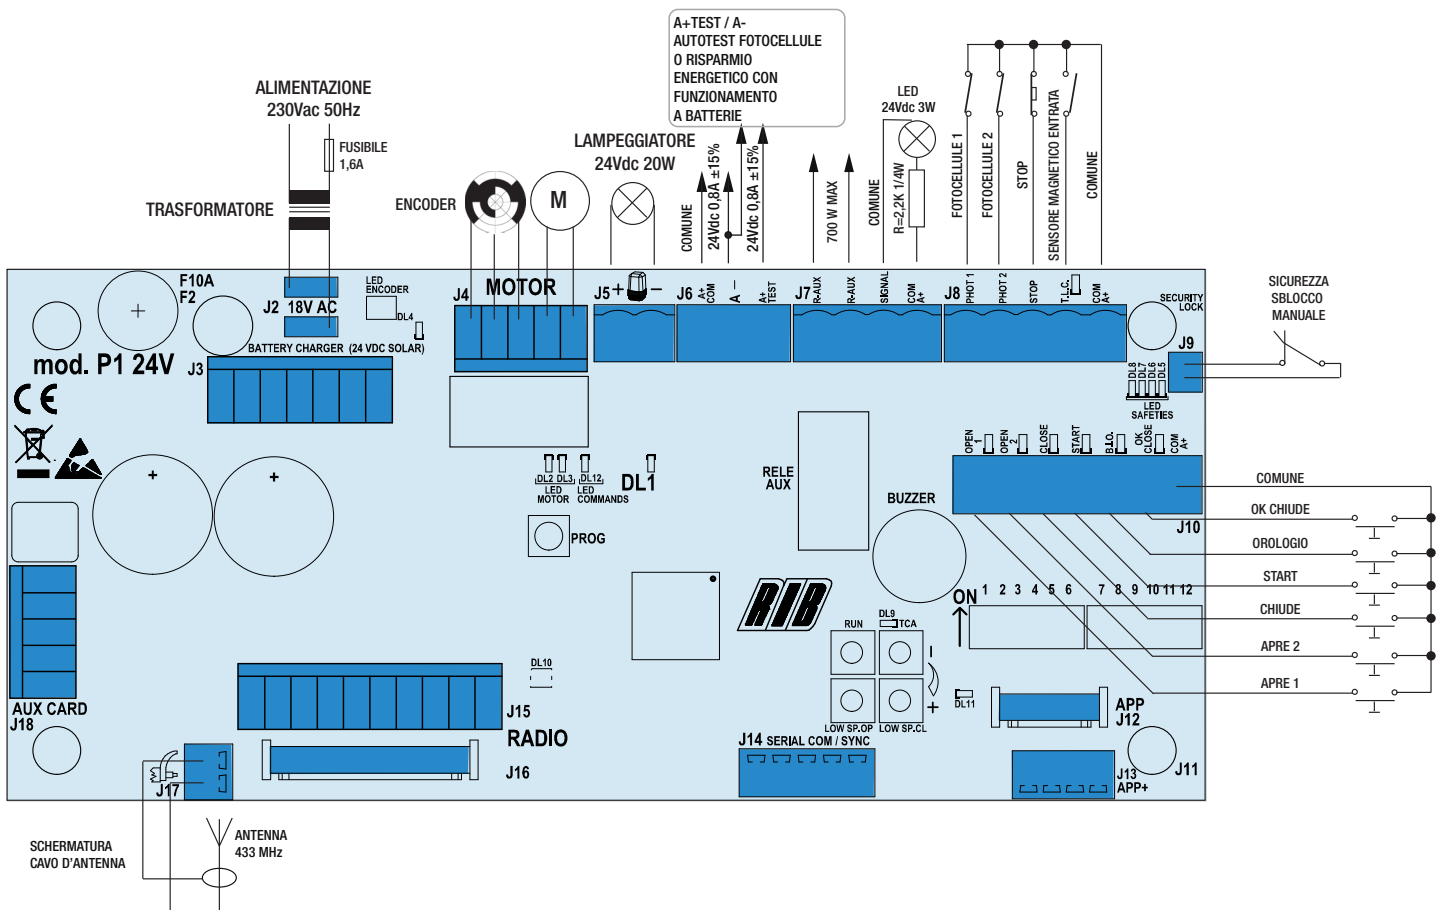 A+TEST / A-
AUTOTEST FOTOCELLULE
O RISPARMIO
ENERGETICO CON
FUNZIONAMENTO
A BATTERIE
ALIMENTAZIONE
230Vac 50Hz
FUSIBILE
1,6A
TRASFORMATORE
ENCODER
M
LAMPEGGIATORE
24Vdc 20W
COMUNE
24Vdc 0,8A ±15%
24Vdc 0,8A ±15%
700 W MAX
COMUNE
R=2,2K 1/4W
LED
24Vdc 3W
FOTOCELLULE 1
FOTOCELLULE 2
STOP
SENSORE MAGNETICO ENTRATA
COMUNE
F10A
F2
J2 18V AC
LED
ENCODER
DL4
BATTERY CHARGER (24 VDC SOLAR)
J3
mod. P1 24V
CE
J4
MOTOR
J5 + −
J6
A+
COM
A −
A+
TEST
J7
R-AUX
R-AUX
SIGNAL
COM
A+
J8
PHOT 1
PHOT 2
STOP
T.L.C.
COM
A+
SECURITY
LOCK
J9
SICUREZZA
SBLOCCO
MANUALE
DL8
DL7
DL6
DL5
LED
SAFETIES
OPEN
1
OPEN
2
CLOSE
START
B.I.O.
OK
CLOSE
COM
A+
J10
COMUNE
OK CHIUDE
OROLOGIO
START
CHIUDE
APRE 2
APRE 1
+
+
DL2 DL3
LED
MOTOR
DL12
LED
COMMANDS
DL1
PROG
RELE
AUX
BUZZER
RIB
ON
1 2 3 4 5 6 7 8 9 10 11 12
RUN
DL9
TCA
−
+
LOW SP.OP
LOW SP.CL
DL11
DL10
AUX CARD
J18
J15
RADIO
J16
J17
J14 SERIAL COM / SYNC
APP
J12
J13
APP+
J11
SCHERMATURA
CAVO D'ANTENNA
ANTENNA
433 MHz